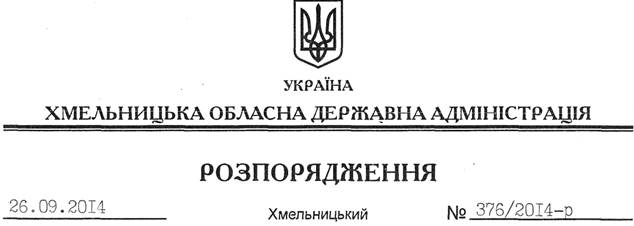 УКРАЇНА
ХМЕЛЬНИЦЬКА ОБЛАСНА ДЕРЖАВНА АДМІНІСТРАЦІЯ
РОЗПОРЯДЖЕННЯ
26.09.2014 Хмельницький № 376/2014-р